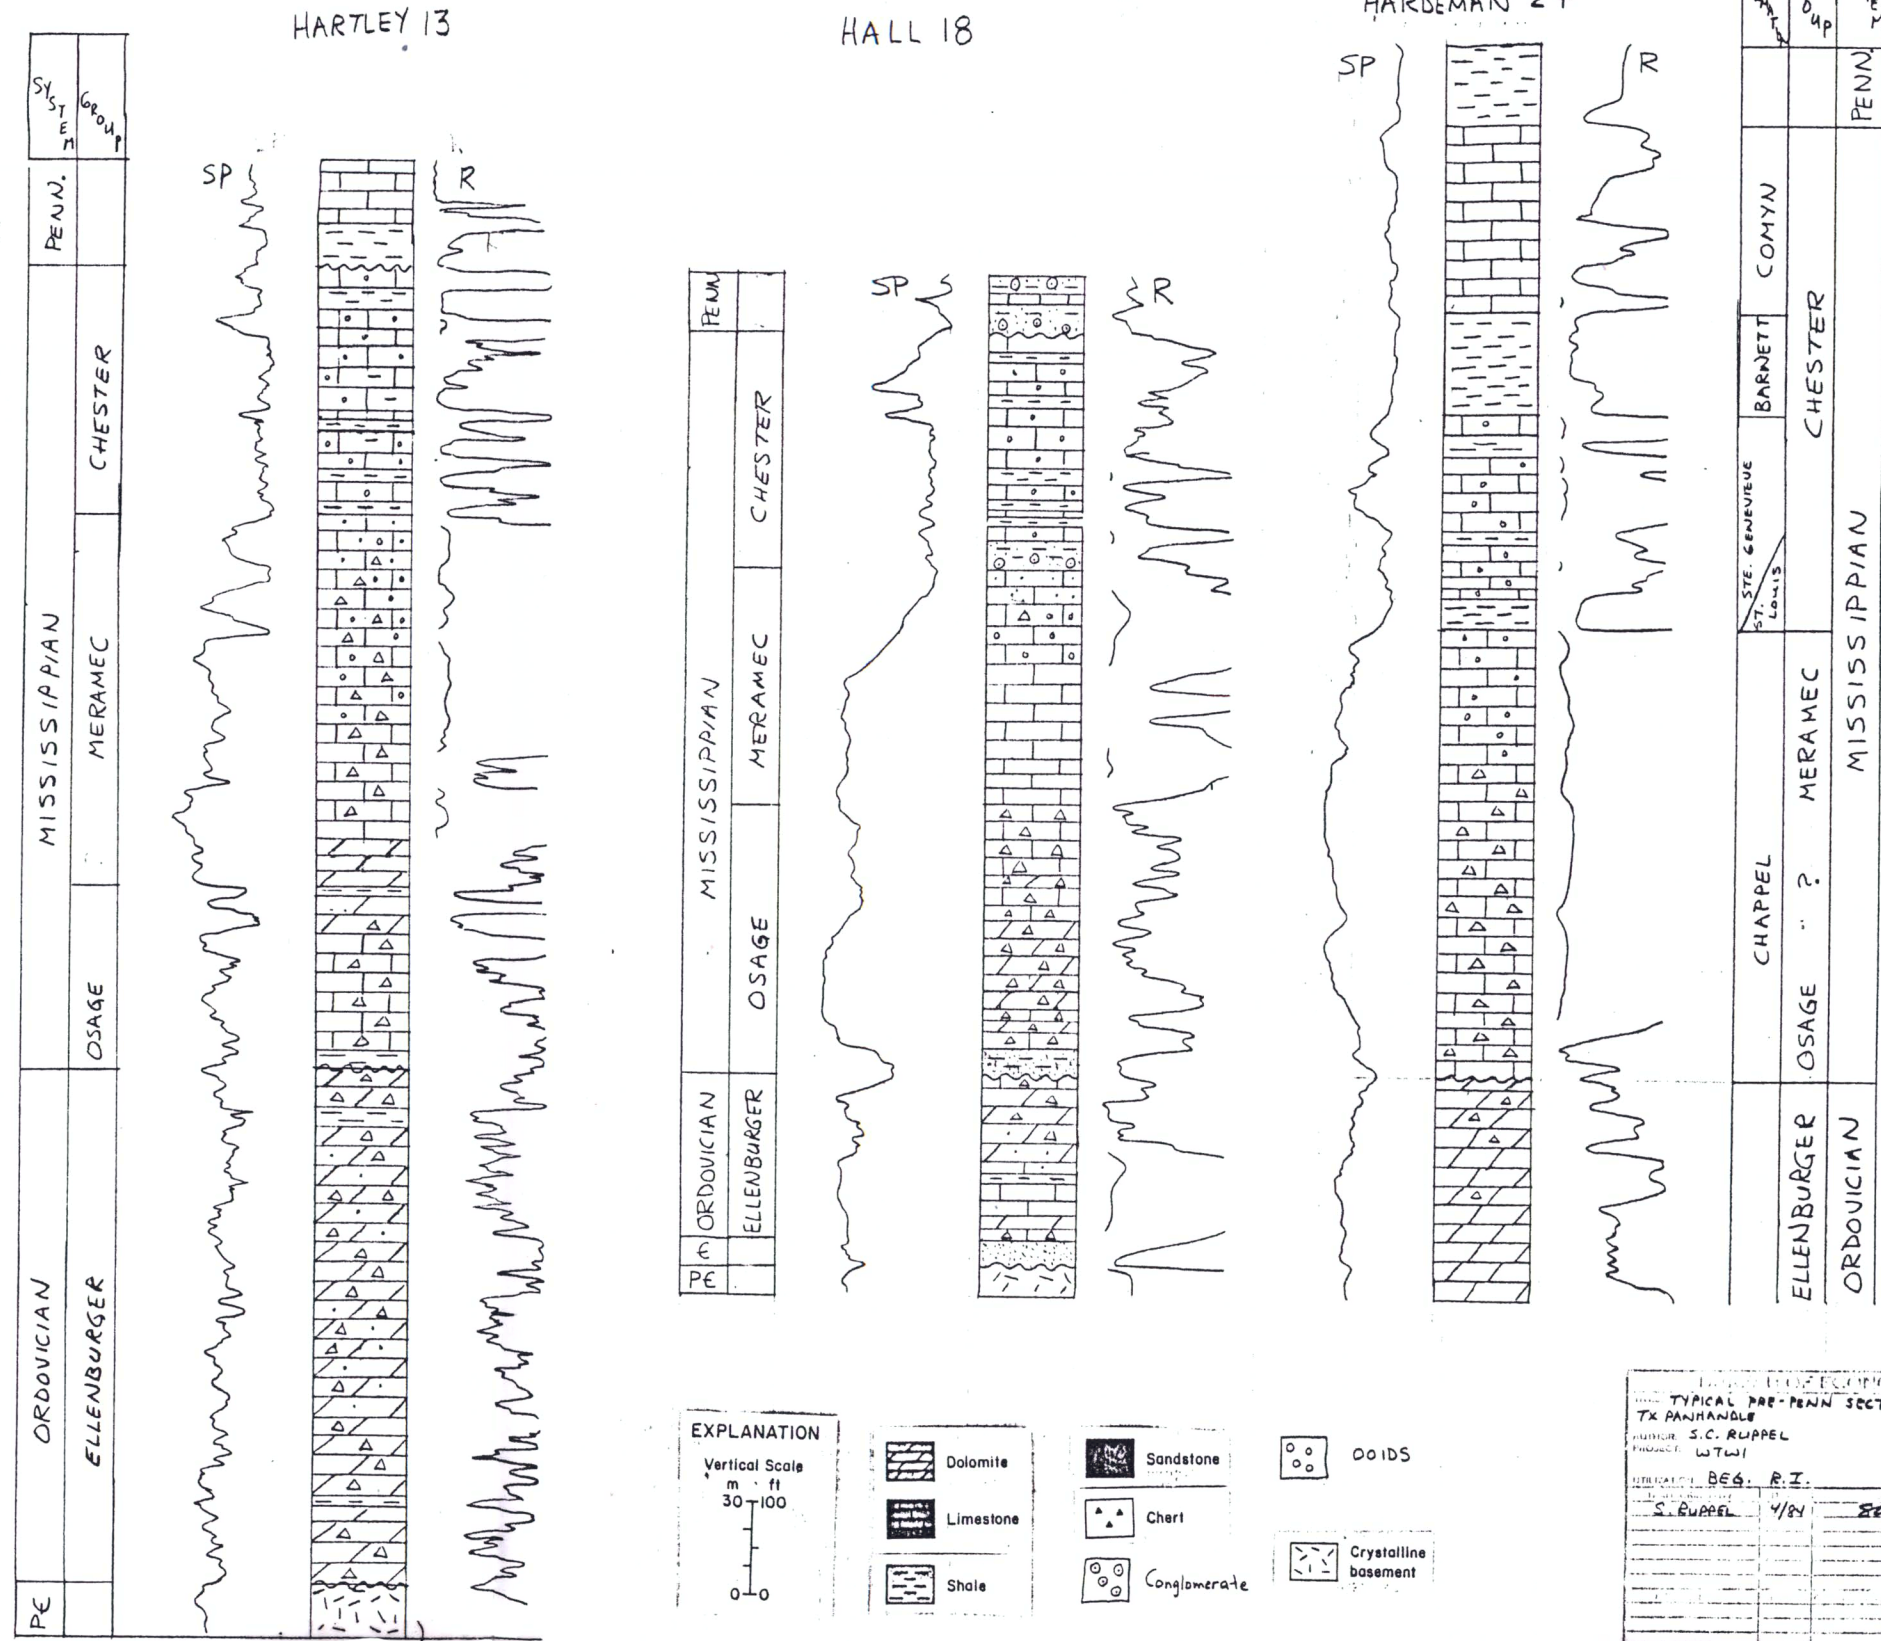 HARTLEY 13
SYSTEM
GROUP
PENN.
MISSISSIPPIAN
CHESTER
MERAMEC
OSAGE
ORDOVICIAN
ELLENBURGER
P∈
SP
R
HALL 18
PENN
MISSISSIPPIAN
CHESTER
MERAMEC
OSAGE
ORDOVICIAN
ELLENBURGER
∈
P∈
SP
R
SP
R
PENN.
COMYN
BARNETT
STE. GENEVIEVE
ST. LOUIS
CHAPPEL
CHESTER
MERAMEC
?
OSAGE
MISSISSIPPIAN
ELLENBURGER
ORDOVICIAN
EXPLANATION
Vertical Scale
m ft
30 100
0 0
Dolomite
Limestone
Shale
Sandstone
Chert
Conglomerate
OOIDS
Crystalline
basement
TYPICAL PRE-PENN SECT
TX PANHANDLE
AUTHOR S.C. RUPPEL
PROJECT WTWI
BEG. R.I.
S. RUPPEL 4/84